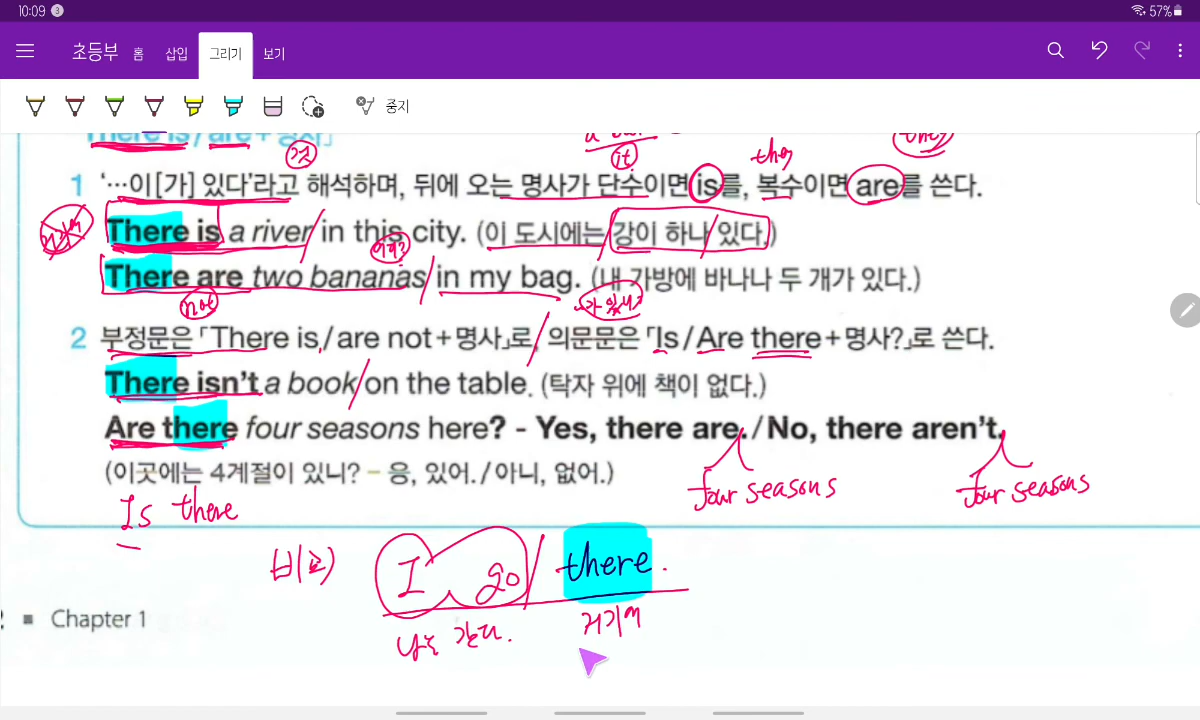 10:09 3 57%
초등부 홈 삽입 그리기 보기
중지
There is / are + 명사」
것 it they they
1 '…이[가] 있다'라고 해석하며, 뒤에 오는 명사가 단수이면 is를, 복수이면 are를 쓴다.
There is a river / in this city. (이 도시에는 / 강이 하나 / 있다.)
어디?
There are two bananas / in my bag. (내 가방에 바나나 두 개가 있다.)
not 가 있니?
2 부정문은 「There is / are not + 명사」로, / 의문문은 「Is / Are there + 명사?」로 쓴다.
There isn't a book / on the table. (탁자 위에 책이 없다.)
Are there four seasons here? - Yes, there are. / No, there aren't.
(이곳에는 4계절이 있니? – 응, 있어. / 아니, 없어.)
four seasons four seasons
Is there
비교) I go / there.
나는 간다. 거기에
■ Chapter 1